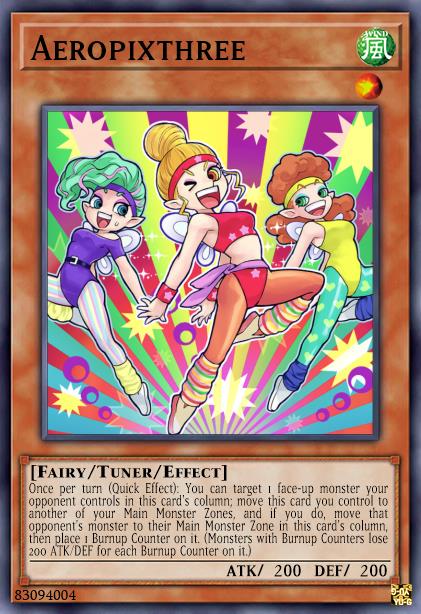 Aeropixthree
WIND
風
[Fairy/Tuner/Effect]
Once per turn (Quick Effect): You can target 1 face-up monster your
opponent controls in this card's column; move this card you control to
another of your Main Monster Zones, and if you do, move that
opponent's monster to their Main Monster Zone in this card's column,
then place 1 Burnup Counter on it. (Monsters with Burnup Counters lose
200 ATK/DEF for each Burnup Counter on it.)
ATK/ 200 DEF/ 200
83094004